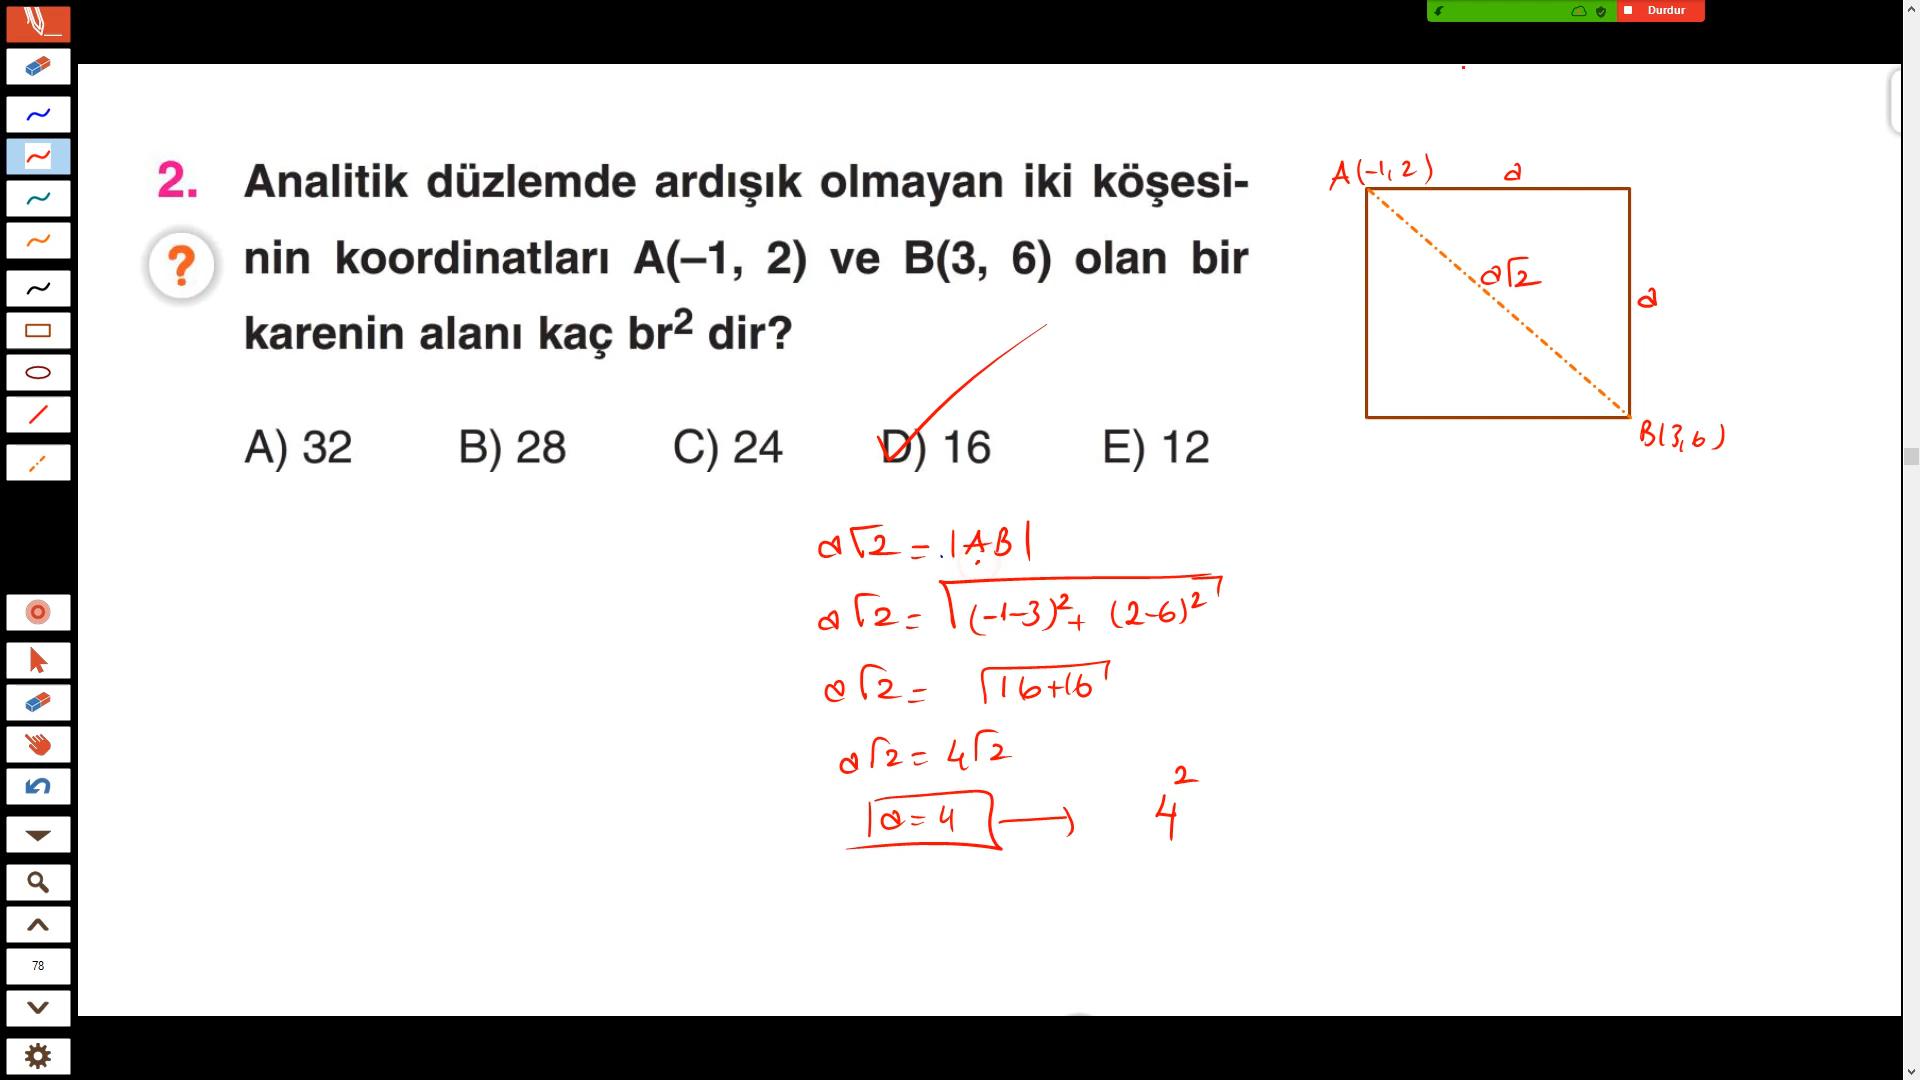 Durdur
2. Analitik düzlemde ardışık olmayan iki köşesi-
? nin koordinatları A(–1, 2) ve B(3, 6) olan bir
karenin alanı kaç br² dir?
A) 32 B) 28 C) 24 D) 16 E) 12
A(-1, 2) a
a√2
a
B(3,6)
a√2 = |AB|
a√2 = √(-1-3)² + (2-6)²
a√2 = √16+16
a√2 = 4√2
a = 4 → 4²
78